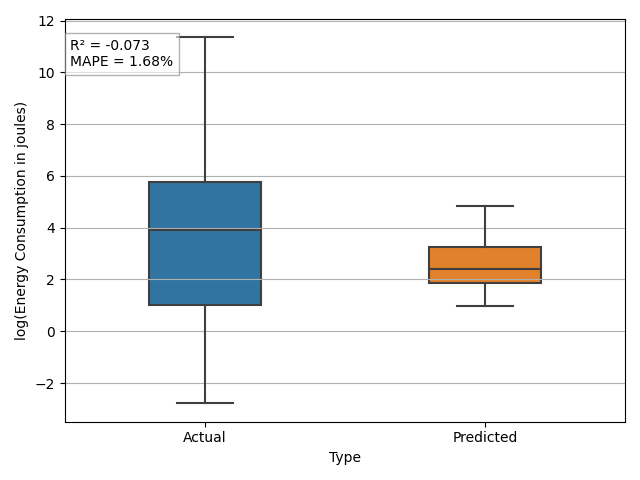 12
10
8
6
4
2
0
−2
log(Energy Consumption in joules)
R² = -0.073
MAPE = 1.68%
Actual
Predicted
Type